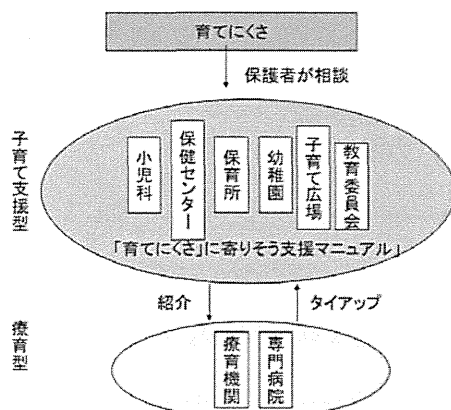 育てにくさ
保護者が相談
子育て支援型
小児科
保健センター
保育所
幼稚園
子育て広場
教育委員会
「育てにくさ」に寄りそう支援マニュアル」
紹介
タイアップ
療育型
療育機関
専門病院